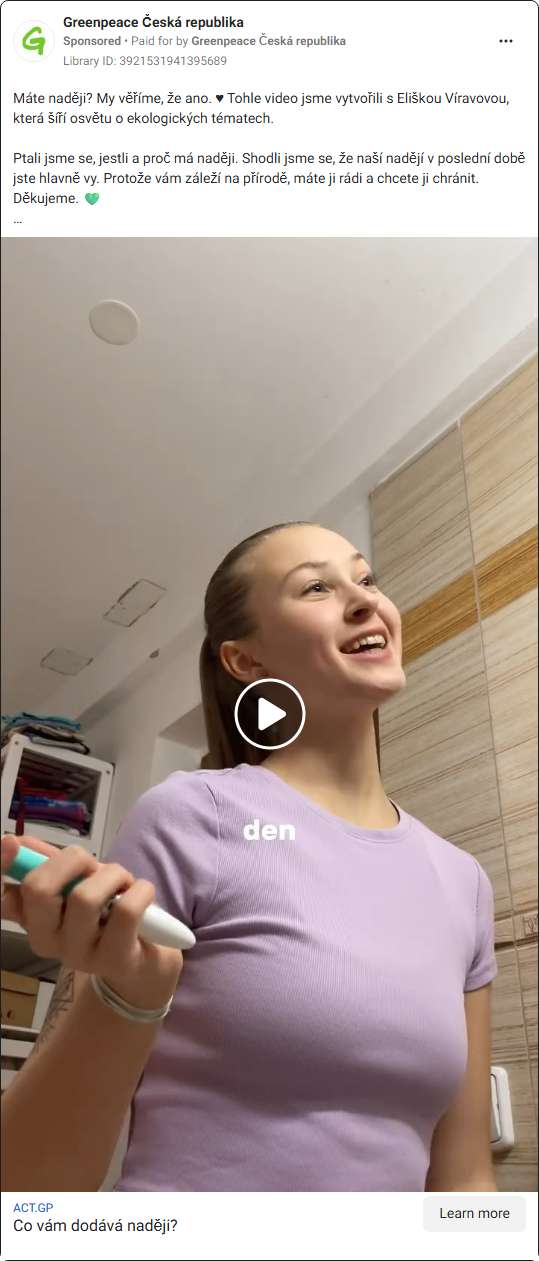 Greenpeace Česká republika
Sponsored • Paid for by Greenpeace Česká republika
Library ID: 3921531941395689
Máte naději? My věříme, že ano. ♥ Tohle video jsme vytvořili s Eliškou Víravovou,
která šíří osvětu o ekologických tématech.
Ptali jsme se, jestli a proč má naději. Shodli jsme se, že naší nadějí v poslední době
jste hlavně vy. Protože vám záleží na přírodě, máte ji rádi a chcete ji chránit.
Děkujeme. 💚
...
den
ACT.GP
Co vám dodává naději?
Learn more